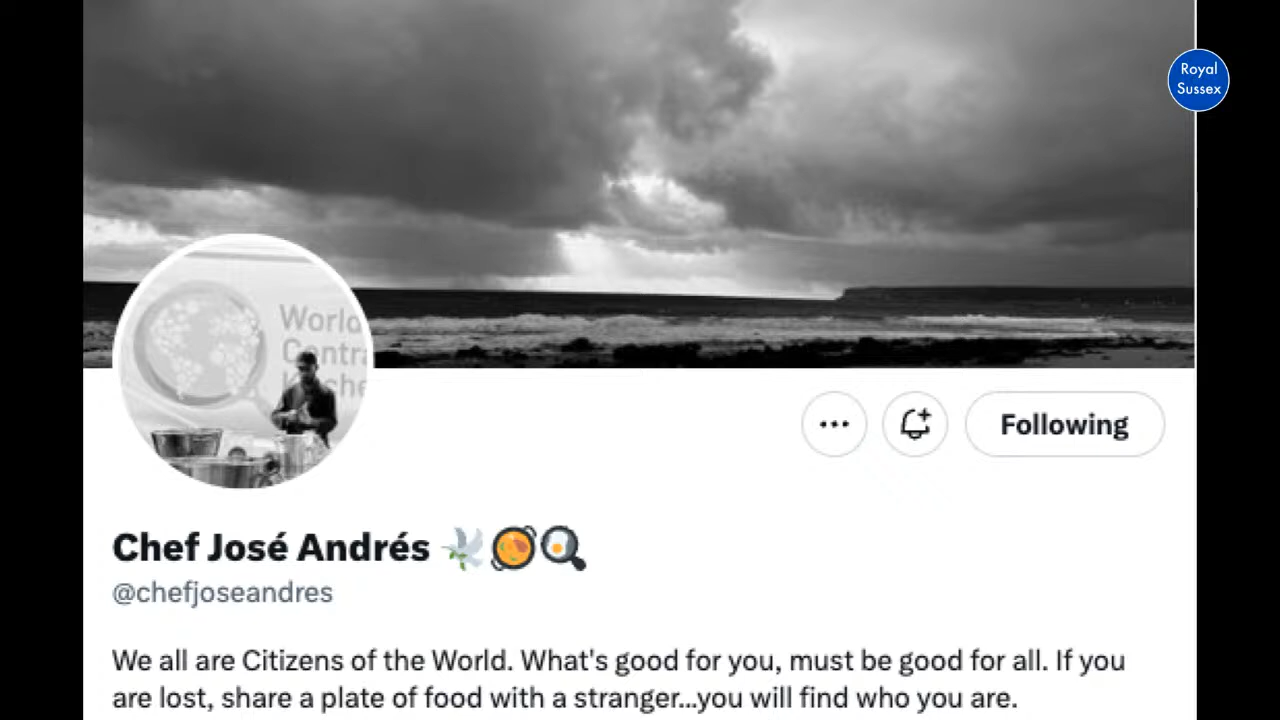 Royal
Sussex
World
Central
Kitchen
Following
Chef José Andrés 🕊️🥘🍳
@chefjoseandres
We all are Citizens of the World. What's good for you, must be good for all. If you
are lost, share a plate of food with a stranger...you will find who you are.